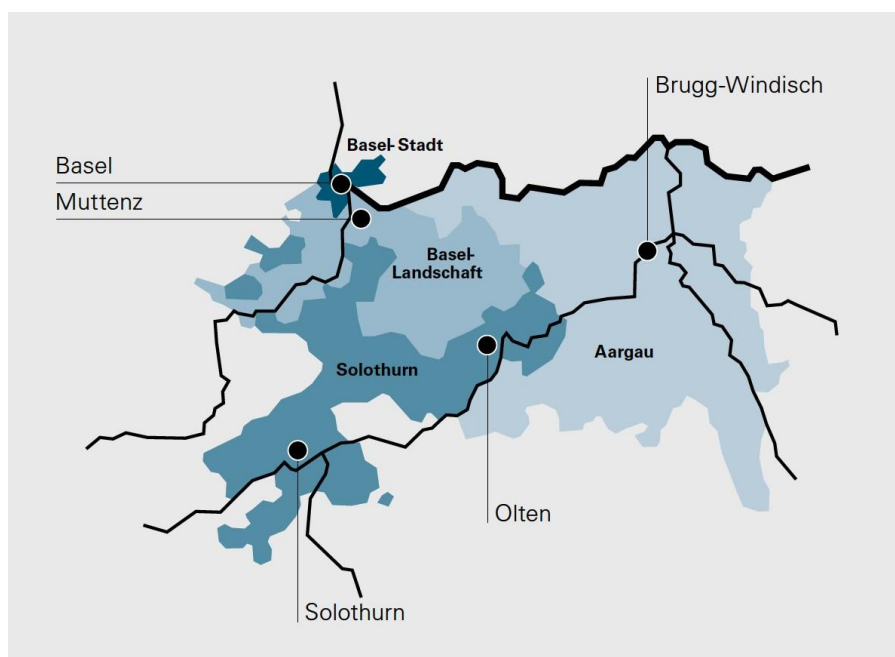 Brugg-Windisch
Basel-Stadt
Basel
Muttenz
Basel-
Landschaft
Aargau
Solothurn
Olten
Solothurn